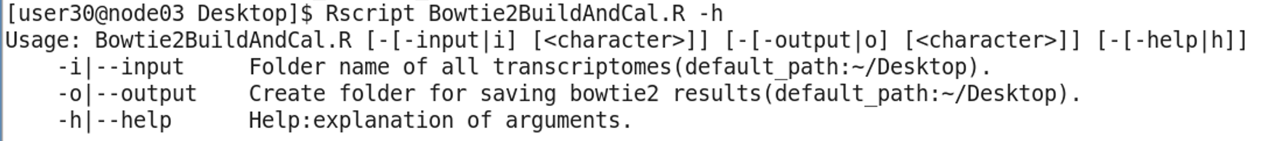 [user30@node03 Desktop]$ Rscript Bowtie2BuildAndCal.R -h
Usage: Bowtie2BuildAndCal.R [-[-input|i] [<character>]] [-[-output|o] [<character>]] [-[-help|h]]
    -i|--input     Folder name of all transcriptomes(default_path:~/Desktop).
    -o|--output    Create folder for saving bowtie2 results(default_path:~/Desktop).
    -h|--help      Help:explanation of arguments.